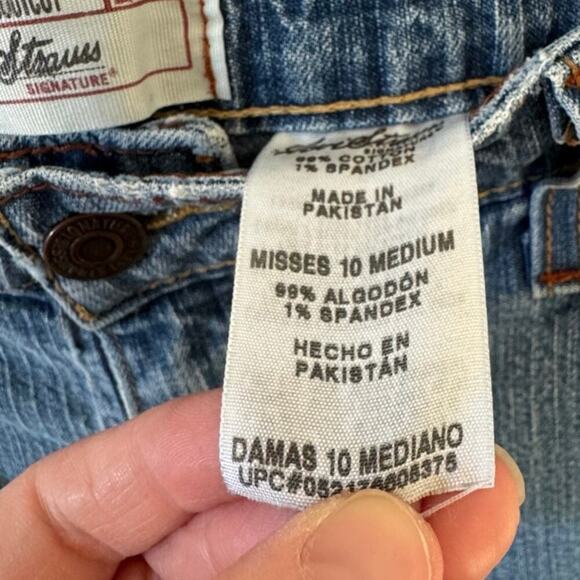 Strauss
SIGNATURE
99% COTTON
1% SPANDEX
MADE IN
PAKISTAN
MISSES 10 MEDIUM
99% ALGODÓN
1% SPANDEX
HECHO EN
PAKISTÁN
DAMAS 10 MEDIANO